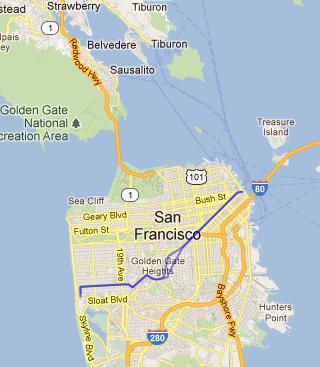 Strawberry
Tiburon
Belvedere
Tiburon
Sausalito
Redwood Hwy
1
Golden Gate
National
creation Area
Treasure
Island
101
80
1
Sea Cliff
Bush St
Geary Blvd
San
Francisco
Fulton St
19th Ave
Golden Gate
Heights
Sloat Blvd
Skyline Blvd
Bayshore Fwy
Hunters
Point
280